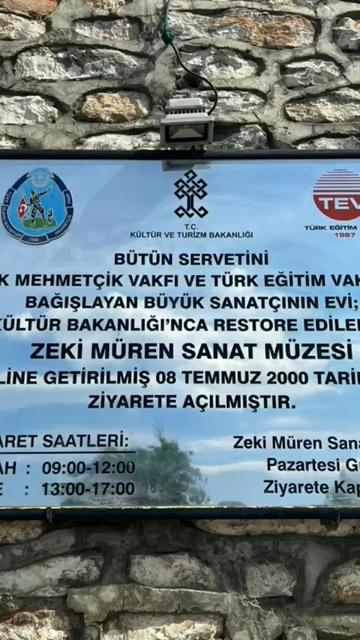 TEV
TÜRK EĞİTİM
1967
T.C.
KÜLTÜR VE TURİZM BAKANLIĞI
BÜTÜN SERVETİNİ
K MEHMETÇİK VAKFI VE TÜRK EĞİTİM VAK
BAĞIŞLAYAN BÜYÜK SANATÇININ EVİ;
KÜLTÜR BAKANLIĞI'NCA RESTORE EDİLE
ZEKİ MÜREN SANAT MÜZESİ
LİNE GETİRİLMİŞ 08 TEMMUZ 2000 TARİ
ZİYARETE AÇILMIŞTIR.
ARET SAATLERİ:
AH : 09:00-12:00
E : 13:00-17:00
Zeki Müren Sana
Pazartesi G
Ziyarete Kap